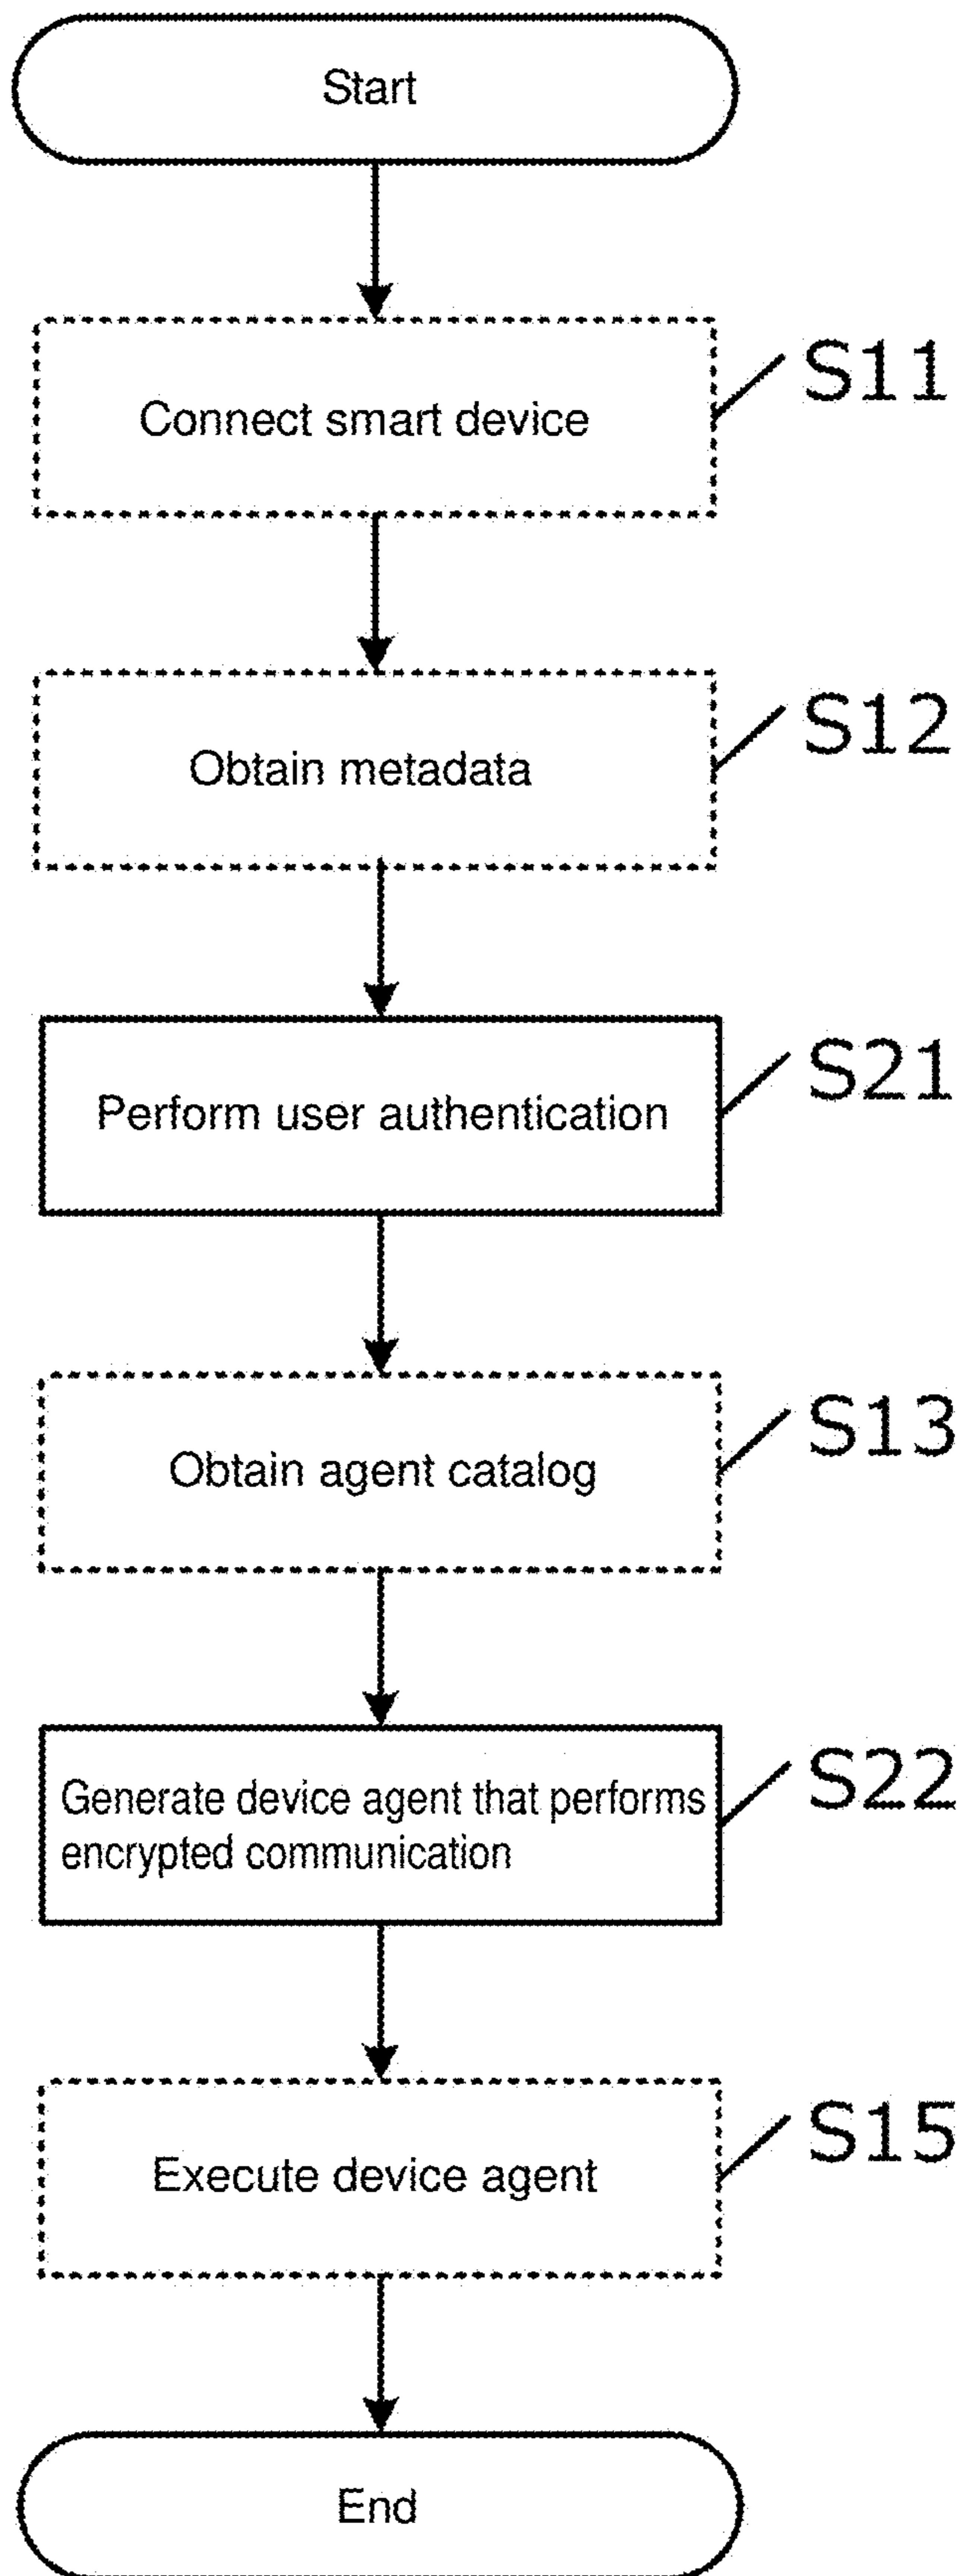 Start
Connect smart device
S11
Obtain metadata
S12
Perform user authentication
S21
Obtain agent catalog
S13
Generate device agent that performs
encrypted communication
S22
Execute device agent
S15
End